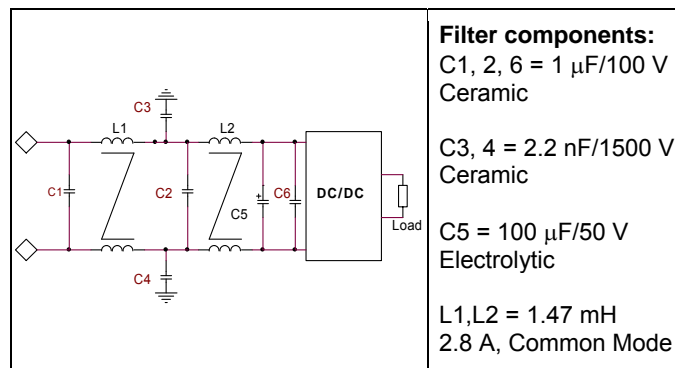 C3
L1
L2
C1
C2
C5
C6
+
DC/DC
Load
C4
Filter components:
C1, 2, 6 = 1 μF/100 V
Ceramic
C3, 4 = 2.2 nF/1500 V
Ceramic
C5 = 100 μF/50 V
Electrolytic
L1,L2 = 1.47 mH
2.8 A, Common Mode